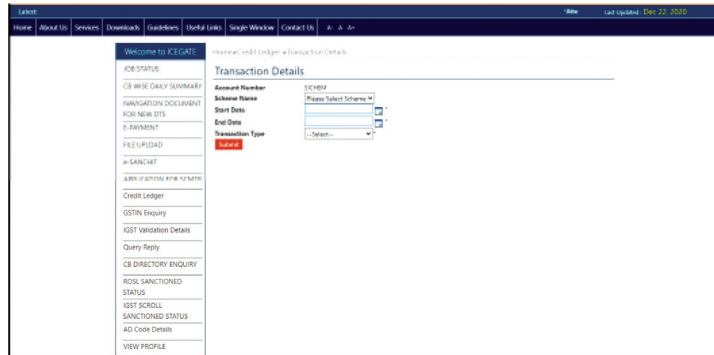 Latest:
Last Updated : Dec 22, 2020
Home About Us Services Downloads Guidelines Useful Links Single Window Contact Us A- A A+
Welcome to ICEGATE
Home»Credit Ledger » Transaction Details
JOB STATUS
CB WISE DAILY SUMMARY
NAVIGATION DOCUMENT
FOR NEW DTS
E-PAYMENT
FILE UPLOAD
e-SANCHIT
APPLICATION FOR SCMTR
Credit Ledger
GSTIN Enquiry
IGST Validation Details
Query Reply
CB DIRECTORY ENQUIRY
ROSL SANCTIONED
STATUS
IGST SCROLL
SANCTIONED STATUS
AD Code Details
VIEW PROFILE
Transaction Details
Account Number SICHEM
Scheme Name Please Select Scheme
Start Date *
End Date *
Transaction Type --Select-- *
Submit